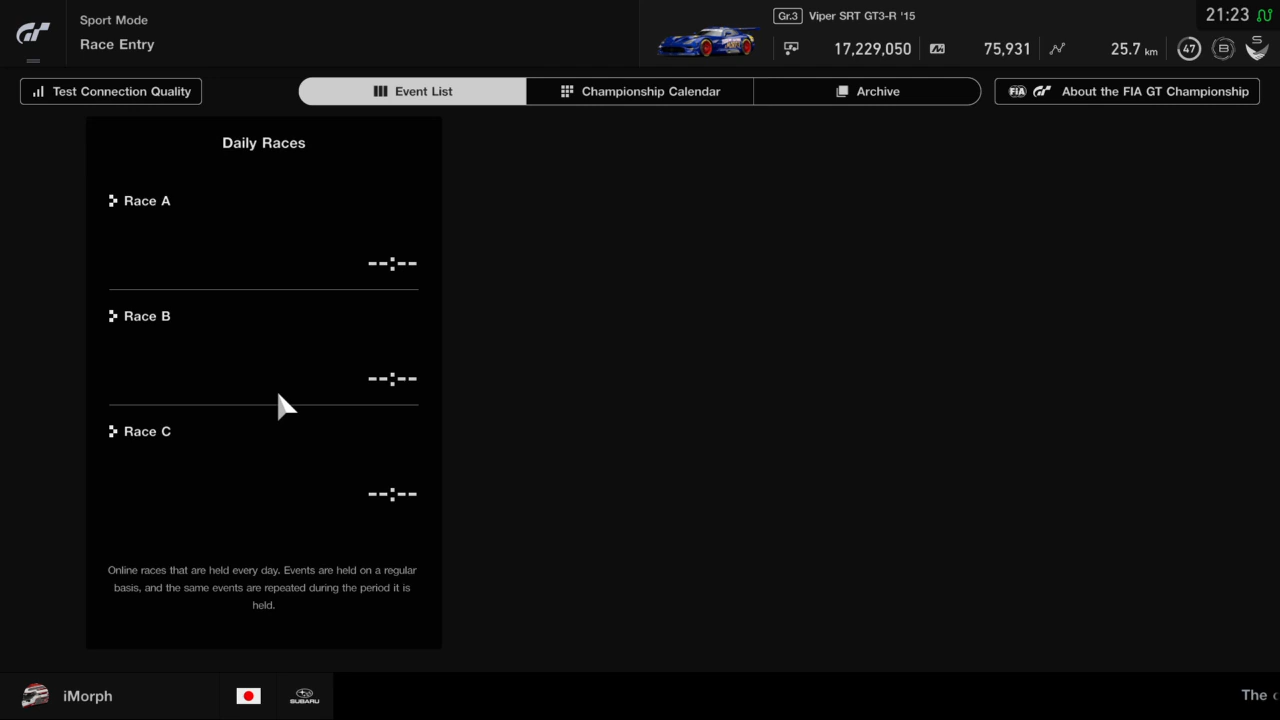 Sport Mode
Race Entry
Gr.3 Viper SRT GT3-R '15
17,229,050 75,931 25.7 km 47 B S
21:23
Test Connection Quality
Event List
Championship Calendar
Archive
FIA GT About the FIA GT Championship
Daily Races
Race A
--:--
Race B
--:--
Race C
--:--
Online races that are held every day. Events are held on a regular
basis, and the same events are repeated during the period it is
held.
iMorph
SUBARU
The